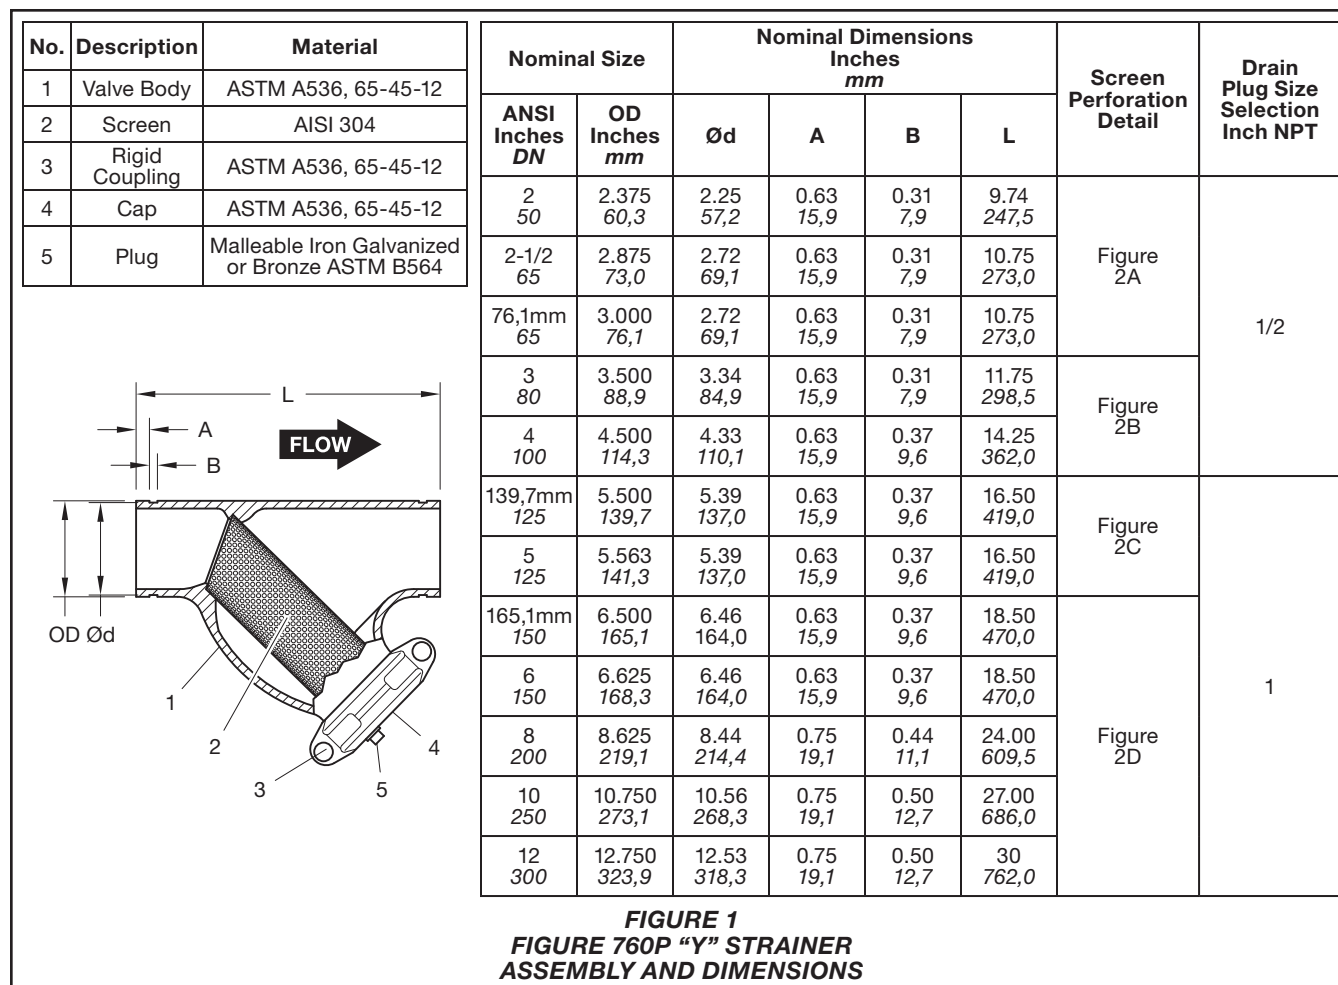 No. Description Material
1 Valve Body ASTM A536, 65-45-12
2 Screen AISI 304
3 Rigid Coupling ASTM A536, 65-45-12
4 Cap ASTM A536, 65-45-12
5 Plug Malleable Iron Galvanized or Bronze ASTM B564
L
A
FLOW
B
OD Ød
1
2
3
4
5
Nominal Size
Nominal Dimensions
Inches
mm
Screen
Perforation
Detail
Drain
Plug Size
Selection
Inch NPT
ANSI
Inches
DN
OD
Inches
mm
Ød A B L
2 2.375 2.25 0.63 0.31 9.74
50 60,3 57,2 15,9 7,9 247,5
2-1/2 2.875 2.72 0.63 0.31 10.75
65 73,0 69,1 15,9 7,9 273,0
Figure
2A
76,1mm 3.000 2.72 0.63 0.31 10.75
65 76,1 69,1 15,9 7,9 273,0
1/2
3 3.500 3.34 0.63 0.31 11.75
80 88,9 84,9 15,9 7,9 298,5
Figure
2B
4 4.500 4.33 0.63 0.37 14.25
100 114,3 110,1 15,9 9,6 362,0
139,7mm 5.500 5.39 0.63 0.37 16.50
125 139,7 137,0 15,9 9,6 419,0
Figure
2C
5 5.563 5.39 0.63 0.37 16.50
125 141,3 137,0 15,9 9,6 419,0
165,1mm 6.500 6.46 0.63 0.37 18.50
150 165,1 164,0 15,9 9,6 470,0
6 6.625 6.46 0.63 0.37 18.50
150 168,3 164,0 15,9 9,6 470,0
1
8 8.625 8.44 0.75 0.44 24.00
200 219,1 214,4 19,1 11,1 609,5
Figure
2D
10 10.750 10.56 0.75 0.50 27.00
250 273,1 268,3 19,1 12,7 686,0
12 12.750 12.53 0.75 0.50 30
300 323,9 318,3 19,1 12,7 762,0
FIGURE 1
FIGURE 760P “Y” STRAINER
ASSEMBLY AND DIMENSIONS